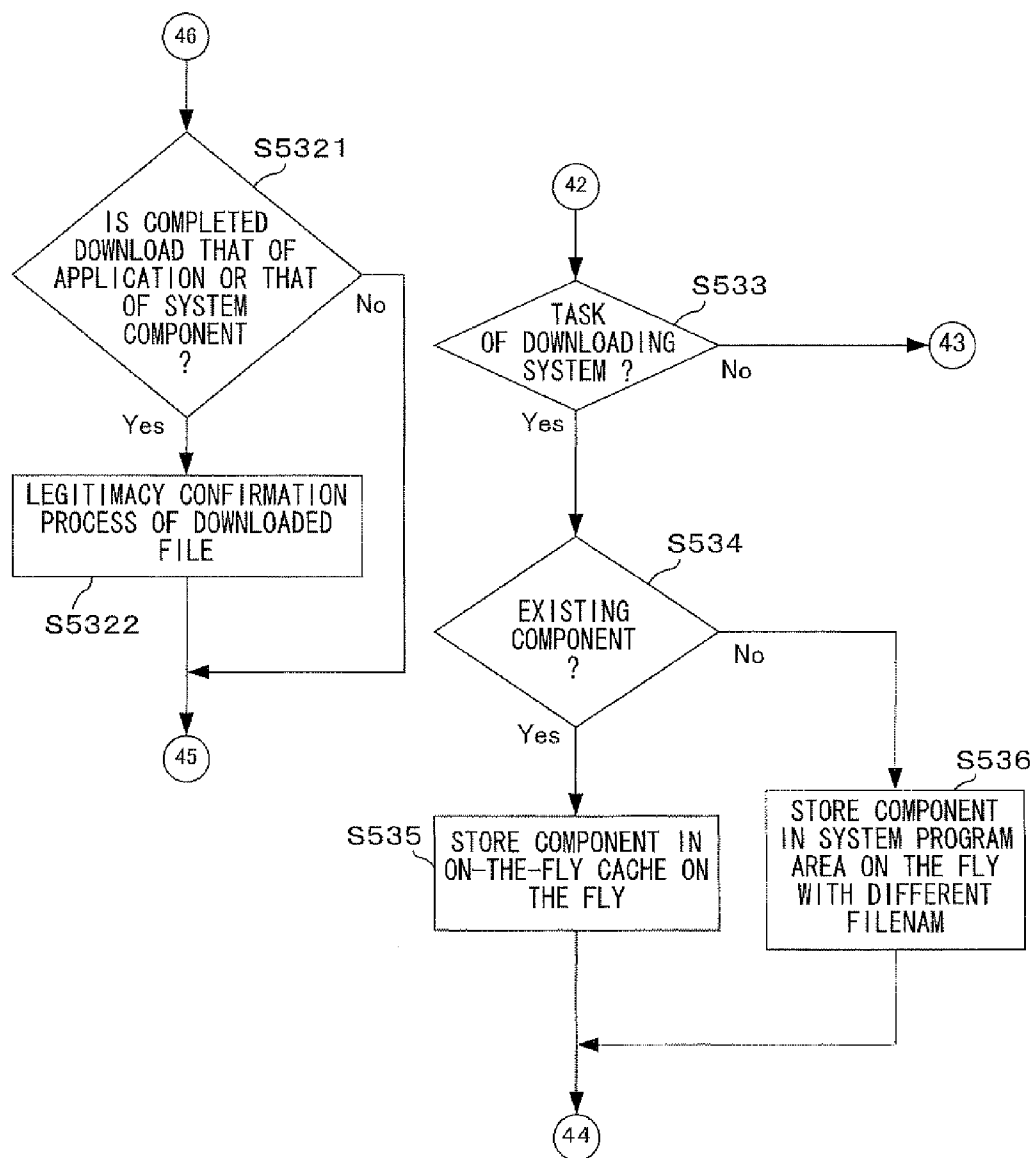 46
S5321
IS COMPLETED
DOWNLOAD THAT OF
APPLICATION OR THAT
OF SYSTEM
COMPONENT
?
No
Yes
LEGITIMACY CONFIRMATION
PROCESS OF DOWNLOADED
FILE
S5322
45
42
S533
TASK
OF DOWNLOADING
SYSTEM ?
No
43
Yes
S534
EXISTING
COMPONENT
?
No
Yes
S535
STORE COMPONENT IN
ON-THE-FLY CACHE ON
THE FLY
S536
STORE COMPONENT
IN SYSTEM PROGRAM
AREA ON THE FLY
WITH DIFFERENT
FILENAM
44